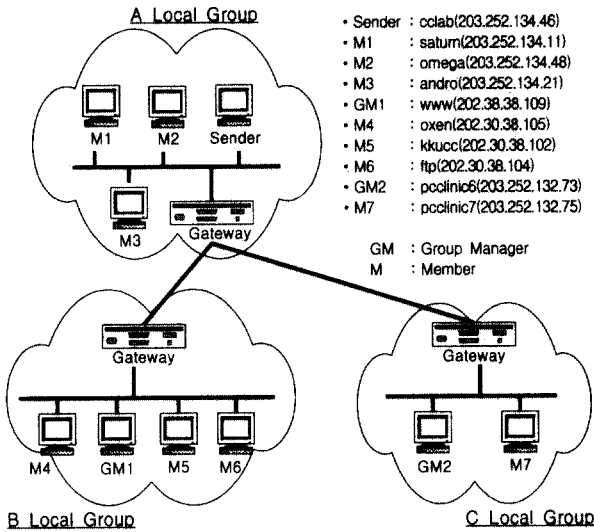 A Local Group
• Sender : cclab(203.252.134.46)
• M1 : saturn(203.252.134.11)
• M2 : omega(203.252.134.48)
• M3 : andro(203.252.134.21)
• GM1 : www(202.38.38.109)
• M4 : oxen(202.30.38.105)
• M5 : kkucc(202.30.38.102)
• M6 : ftp(202.30.38.104)
• GM2 : pcclinic6(203.252.132.73)
• M7 : pcclinic7(203.252.132.75)
GM : Group Manager
M : Member
M1 M2 Sender
M3 Gateway
Gateway
M4 GM1 M5 M6
B Local Group
Gateway
GM2 M7
C Local Group